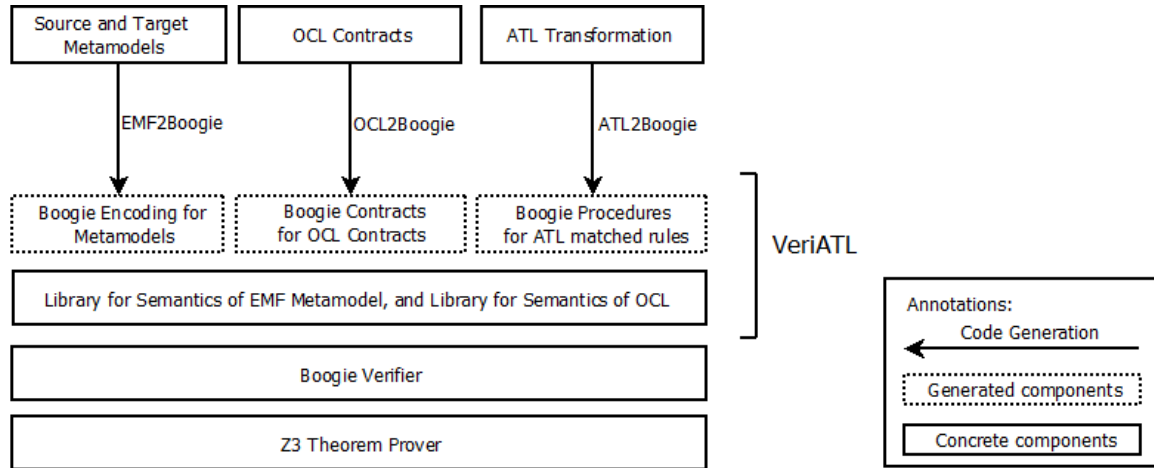 Source and Target
Metamodels
OCL Contracts
ATL Transformation
EMF2Boogie
OCL2Boogie
ATL2Boogie
Boogie Encoding for
Metamodels
Boogie Contracts
for OCL Contracts
Boogie Procedures
for ATL matched rules
VeriATL
Library for Semantics of EMF Metamodel, and Library for Semantics of OCL
Boogie Verifier
Z3 Theorem Prover
Annotations:
Code Generation
Generated components
Concrete components